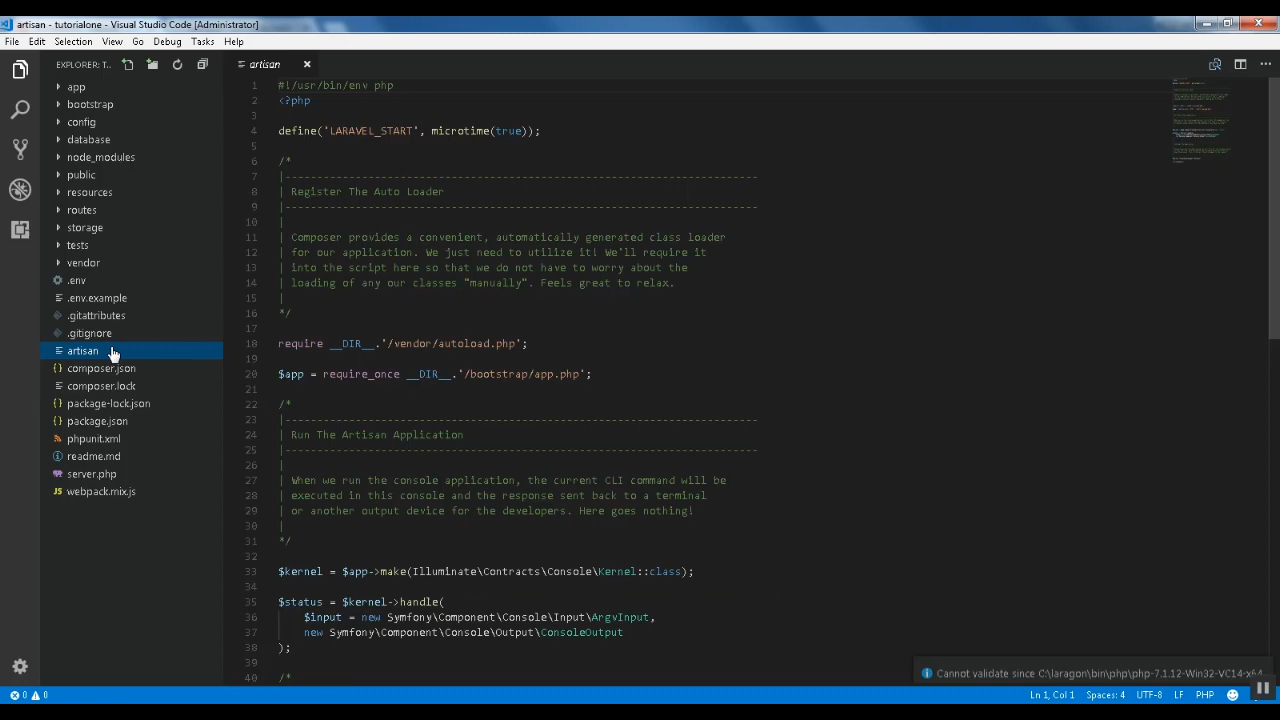 artisan - tutorialone - Visual Studio Code [Administrator]
File Edit Selection View Go Debug Tasks Help
EXPLORER: T...
artisan
app
bootstrap
config
database
node_modules
public
resources
routes
storage
tests
vendor
.env
.env.example
.gitattributes
.gitignore
artisan
composer.json
composer.lock
package-lock.json
package.json
phpunit.xml
readme.md
server.php
webpack.mix.js
1 #!/usr/bin/env php
2 <?php
3
4 define('LARAVEL_START', microtime(true));
5
6 /*
7 |--------------------------------------------------------------------------
8 | Register The Auto Loader
9 |--------------------------------------------------------------------------
10 |
11 | Composer provides a convenient, automatically generated class loader
12 | for our application. We just need to utilize it! We'll require it
13 | into the script here so that we do not have to worry about the
14 | loading of any our classes "manually". Feels great to relax.
15 |
16 */
17
18 require __DIR__.'/vendor/autoload.php';
19
20 $app = require_once __DIR__.'/bootstrap/app.php';
21
22 /*
23 |--------------------------------------------------------------------------
24 | Run The Artisan Application
25 |--------------------------------------------------------------------------
26 |
27 | When we run the console application, the current CLI command will be
28 | executed in this console and the response sent back to a terminal
29 | or another output device for the developers. Here goes nothing!
30 |
31 */
32
33 $kernel = $app->make(Illuminate\Contracts\Console\Kernel::class);
34
35 $status = $kernel->handle(
36 $input = new Symfony\Component\Console\Input\ArgvInput,
37 new Symfony\Component\Console\Output\ConsoleOutput
38 );
39
40 /*
Cannot validate since C:\laragon\bin\php\php-7.1.12-Win32-VC14-x64
0 0
Ln 1, Col 1 Spaces: 4 UTF-8 LF PHP